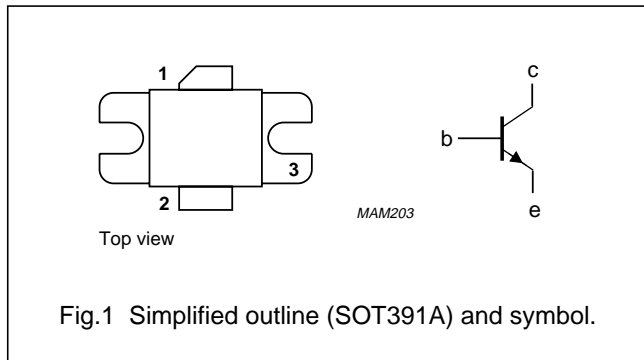 1
2
3
Top view
MAM203
c
b
e
Fig.1 Simplified outline (SOT391A) and symbol.